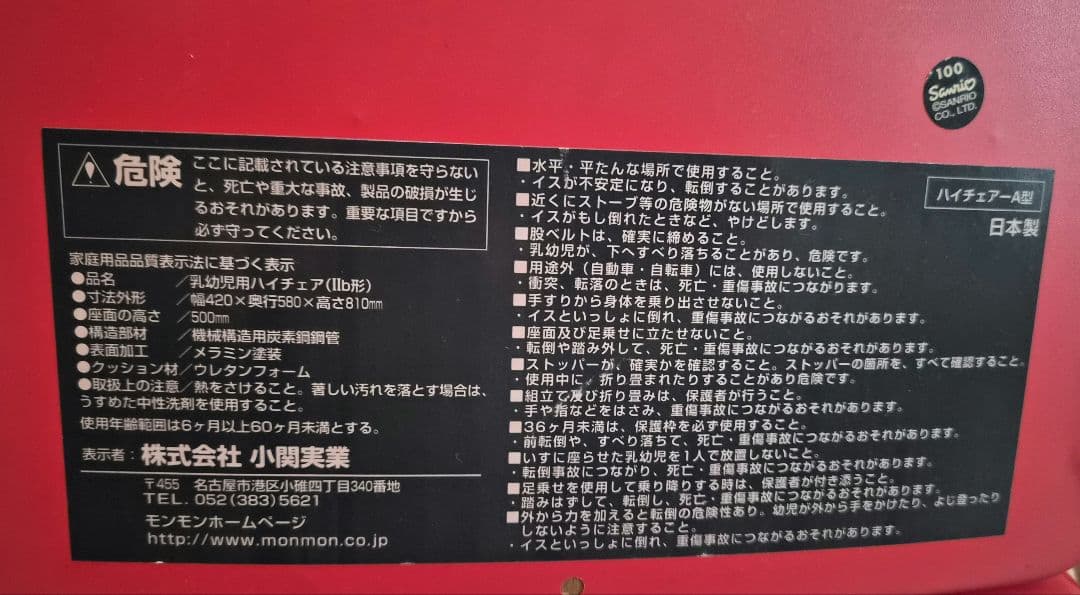 100
Sanrio
©SANRIO
CO., LTD.
危険
ここに記載されている注意事項を守らない
と、死亡や重大な事故、製品の破損が生じ
るおそれがあります。重要な項目ですから
必ず守ってください。
家庭用品品質表示法に基づく表示
●品名 ／乳幼児用ハイチェア(IIb形)
●寸法外形 ／幅420×奥行580×高さ810mm
●座面の高さ ／500mm
●構造部材 ／機械構造用炭素鋼鋼管
●表面加工 ／メラミン塗装
●クッション材／ウレタンフォーム
●取扱上の注意／熱をさけること。著しい汚れを落とす場合は、
うすめた中性洗剤を使用すること。
使用年齢範囲は6ヶ月以上60ヶ月未満とする。
表示者：株式会社 小関実業
〒455 名古屋市港区小碓四丁目340番地
TEL. 052(383)5621
モンモンホームページ
http://www.monmon.co.jp
■水平・平たんな場所で使用すること。
・イスが不安定になり、転倒することがあります。
■近くにストーブ等の危険物がない場所で使用すること。
・イスがもし倒れたときなど、やけどします。
■股ベルトは、確実に締めること。
・乳幼児が、下へすべり落ちることがあり、危険です。
■用途外（自動車・自転車）には、使用しないこと。
・衝突、転落のときは、死亡・重傷事故につながります。
■手すりから身体を乗り出させないこと。
・イスといっしょに倒れ、重傷事故につながるおそれがあります。
■座面及び足乗せに立たせないこと。
・転倒や踏み外して、死亡・重傷事故につながるおそれがあります。
■ストッパーが、確実かを確認すること。ストッパーの箇所を、すべて確認すること。
・使用中に、折り畳まれたりすることがあり危険です。
■組立て及び折り畳みは、保護者が行うこと。
・手や指などをはさみ、重傷事故につながるおそれがあります。
■36ヶ月未満は、保護枠を必ず使用すること。
・前転倒や、すべり落ちて、死亡・重傷事故につながるおそれがあります。
■いすに座らせた乳幼児を1人で放置しないこと。
・転倒事故につながり、死亡・重傷事故につながるおそれがあります。
■足乗せを使用して乗り降りする時は、保護者が付き添うこと。
・踏みはずして、転倒し、死亡・重傷事故につながるおそれがあります。
■外から力を加えると転倒の危険性あり。幼児が外から手をかけたり、よじ登ったり
しないように注意すること。
・イスといっしょに倒れ、重傷事故につながるおそれがあります。
ハイチェアーA型
日本製